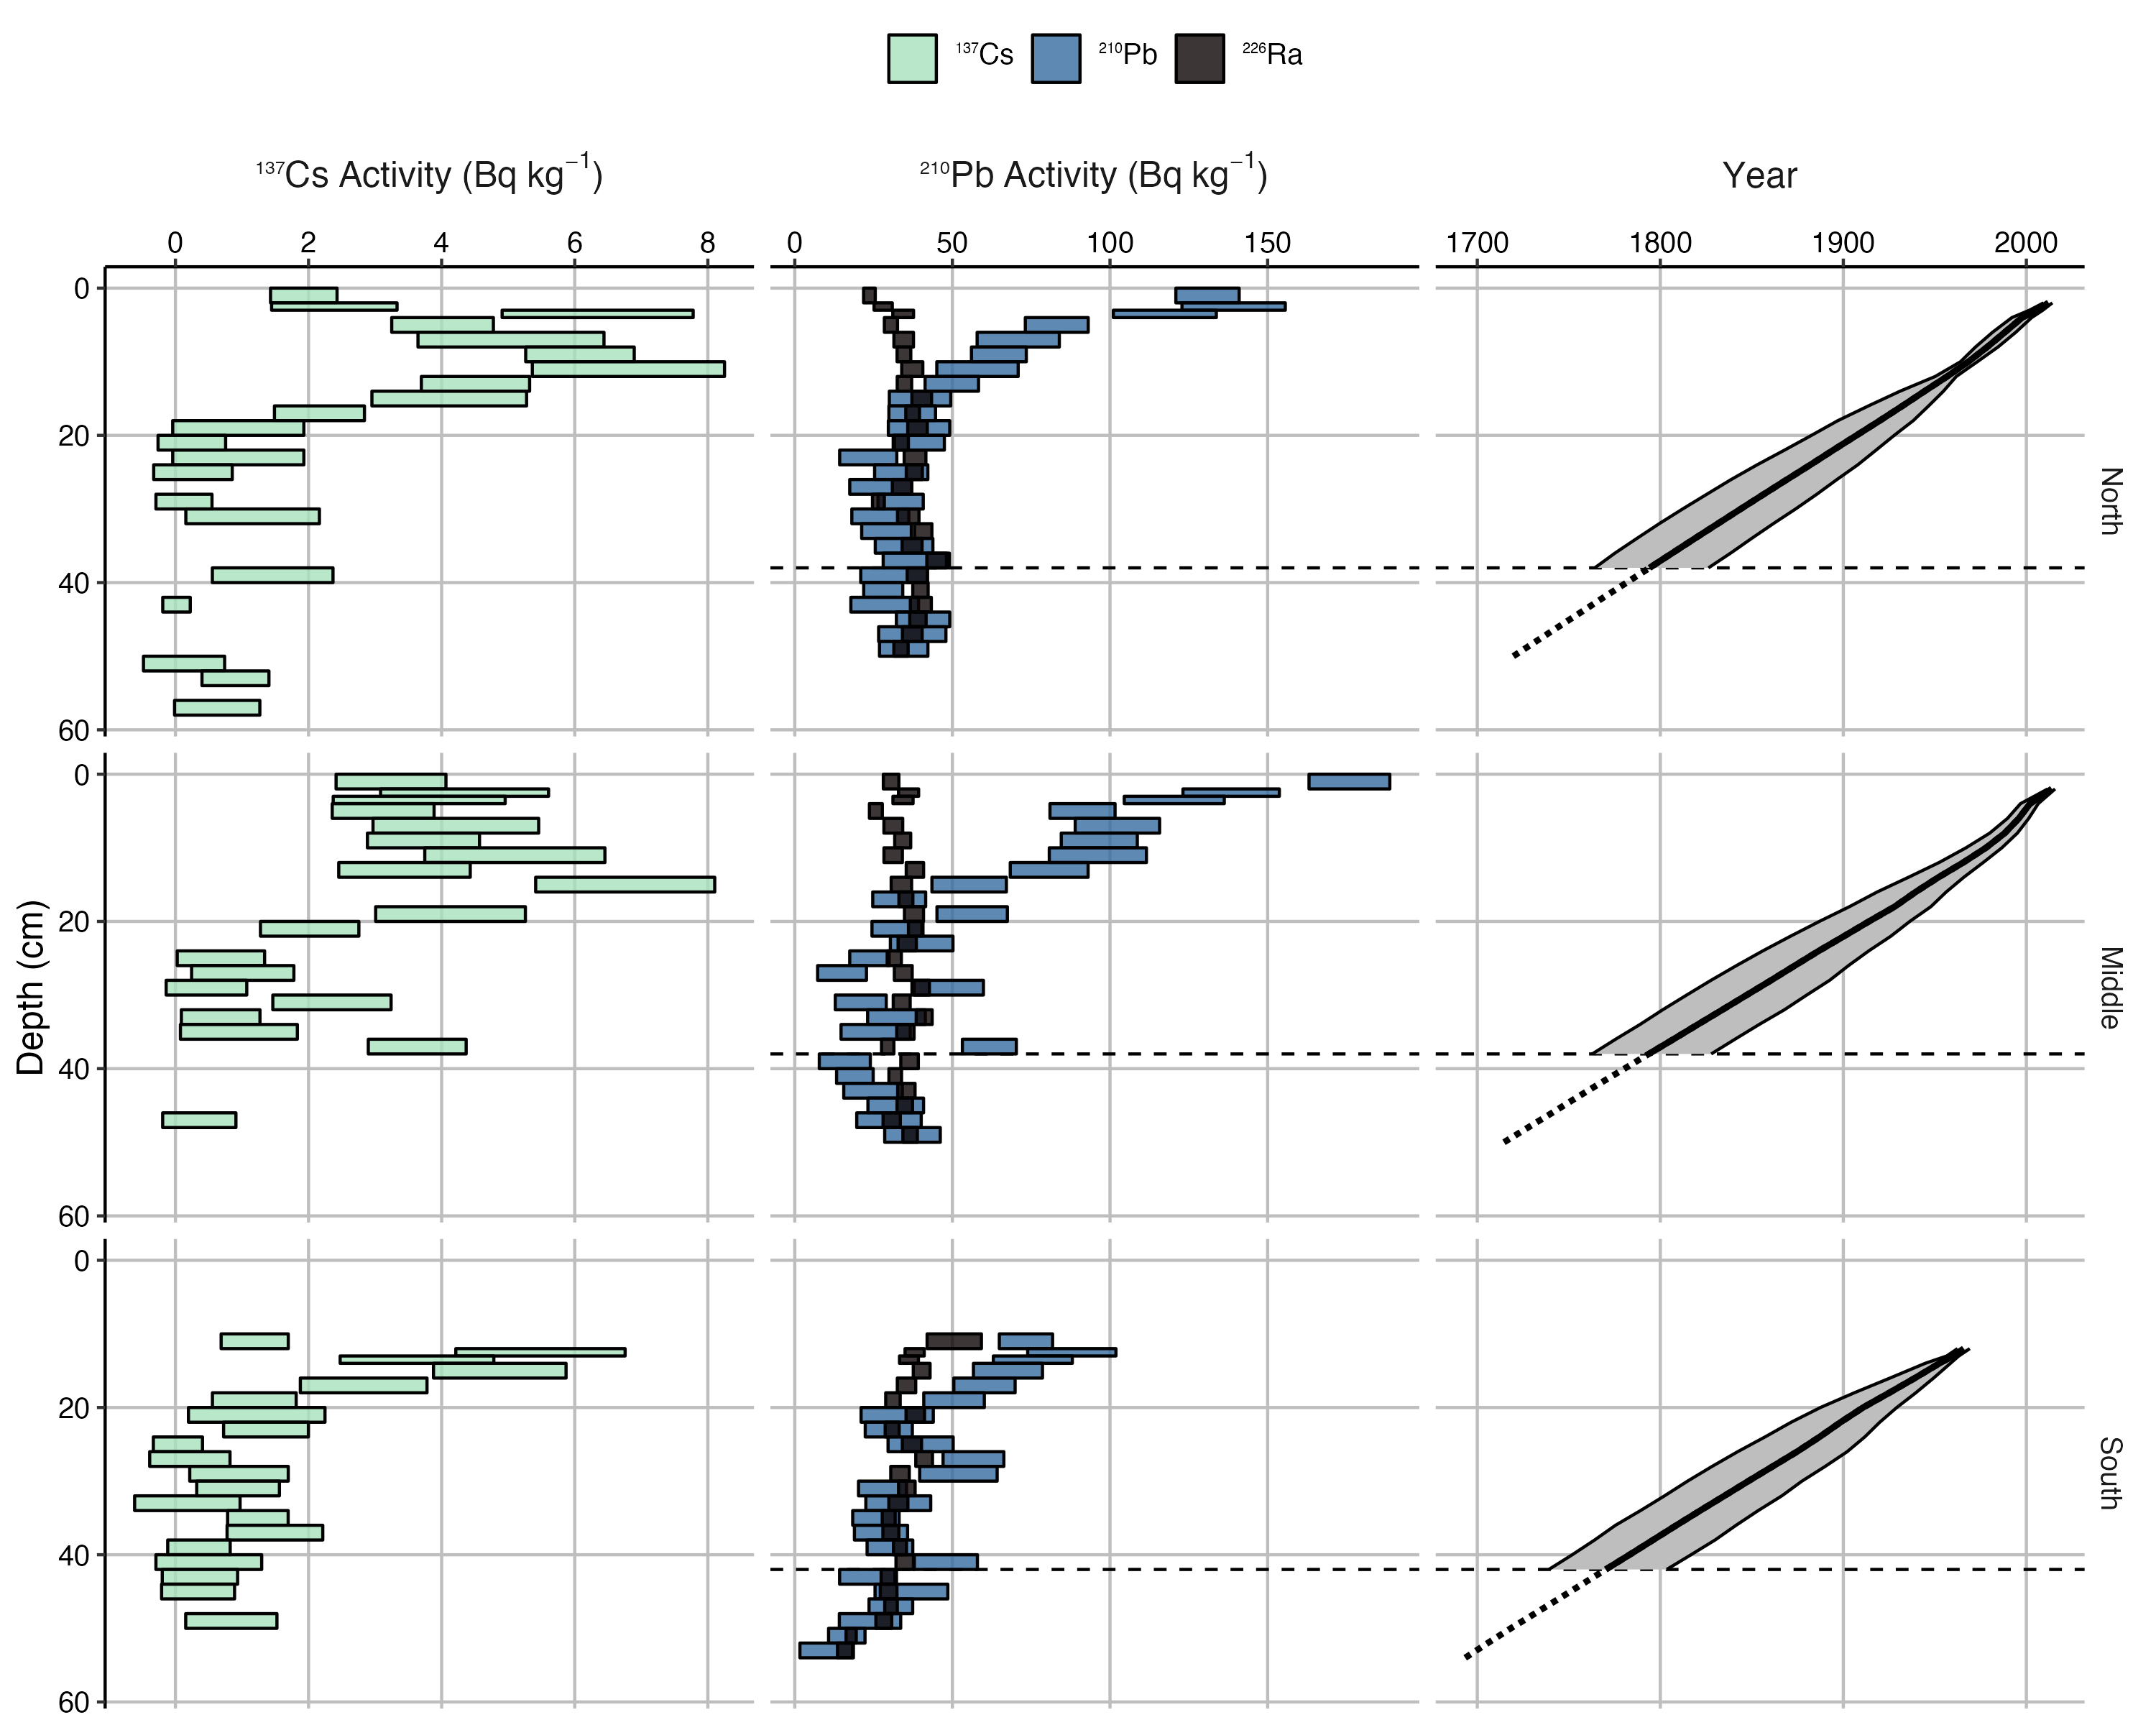 ¹³⁷Cs ²¹⁰Pb ²²⁶Ra
¹³⁷Cs Activity (Bq kg⁻¹) ²¹⁰Pb Activity (Bq kg⁻¹) Year
0 2 4 6 8 0 50 100 150 1700 1800 1900 2000
0
20
40
60
North
0
20
40
60
Middle
0
20
40
60
South
Depth (cm)